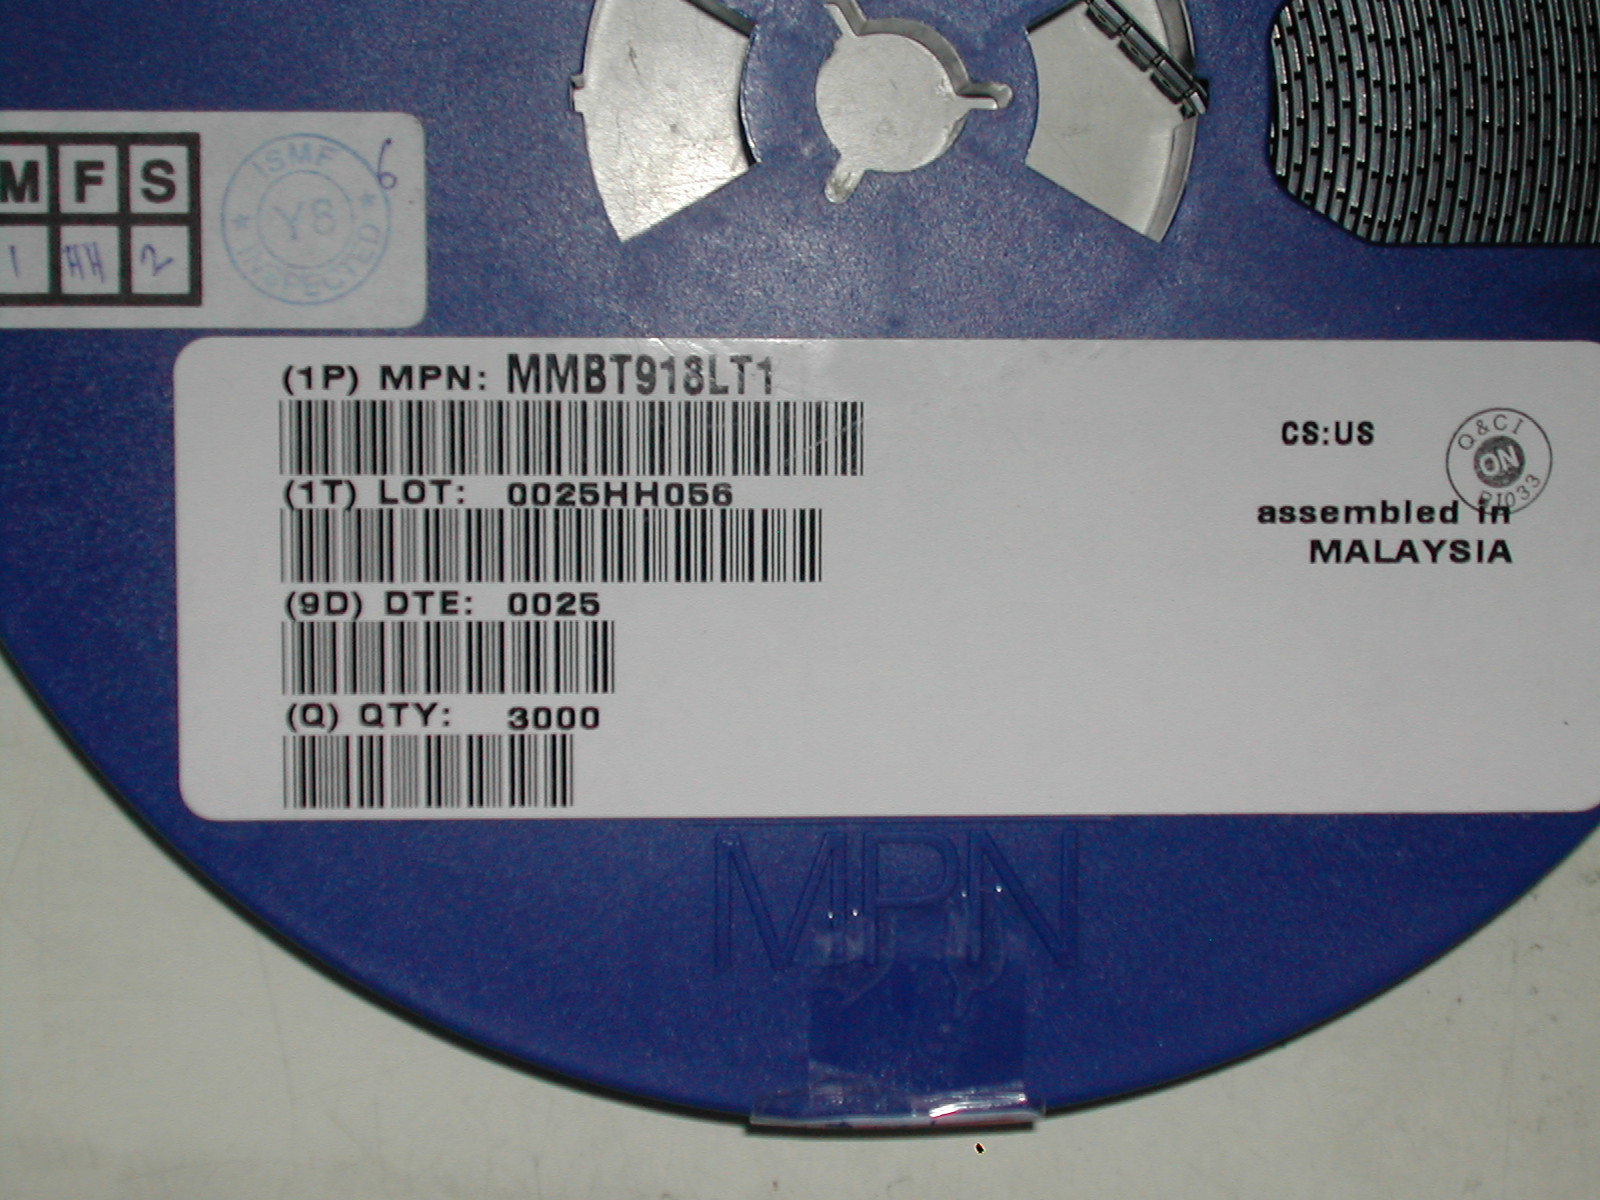 M F S
1 HH 2
ISMF
Y8
INSPECTED
6
(1P) MPN: MMBT918LT1
(1T) LOT: 0025HH056
(9D) DTE: 0025
(Q) QTY: 3000
CS:US
Q&CI
ON
PI033
assembled in
MALAYSIA
MPN